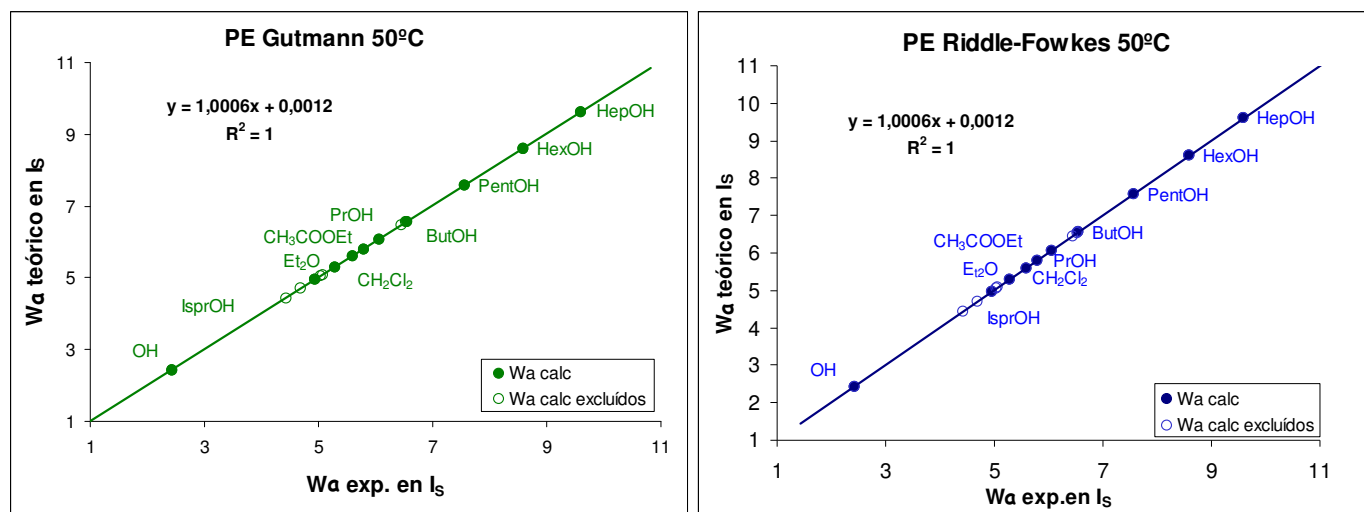 PE Gutmann 50ºC
y = 1,0006x + 0,0012
R² = 1
Wa teórico en Iₛ
11
9
7
5
3
1
HepOH
HexOH
PentOH
PrOH
ButOH
CH₃COOEt
Et₂O
CH₂Cl₂
IsprOH
OH
Wa calc
Wa calc excluídos
1 3 5 7 9 11
Wa exp. en Iₛ
PE Riddle-Fowkes 50ºC
y = 1,0006x + 0,0012
R² = 1
Wa teórico en Iₛ
11
10
9
8
7
6
5
4
3
2
1
HepOH
HexOH
PentOH
ButOH
CH₃COOEt
PrOH
Et₂O
CH₂Cl₂
IsprOH
OH
Wa calc
Wa calc excluídos
1 3 5 7 9 11
Wa exp.en Iₛ